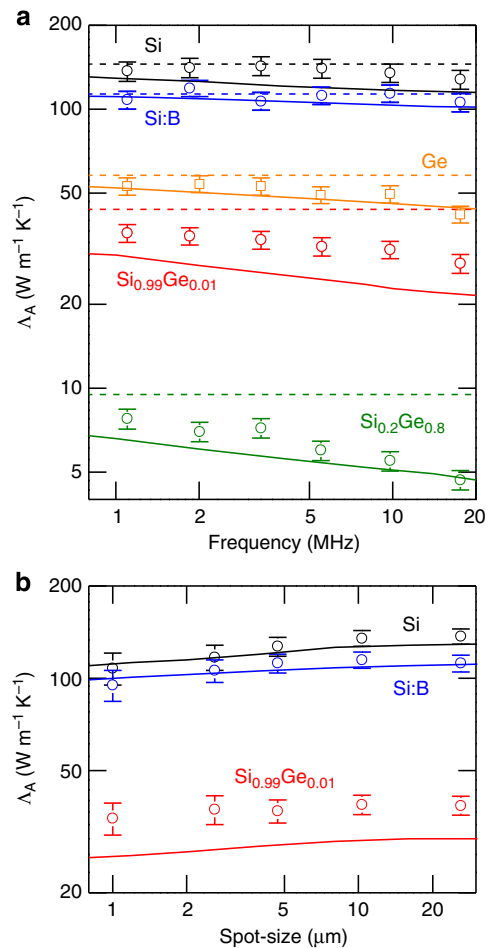 a
200
Si
100
Si:B
Ge
50
Si0.99Ge0.01
20
10
Si0.2Ge0.8
5
ΛA (W m−1 K−1)
1 2 5 10 20
Frequency (MHz)
b
200
Si
100
Si:B
50
Si0.99Ge0.01
20
ΛA (W m−1 K−1)
1 2 5 10 20
Spot-size (μm)